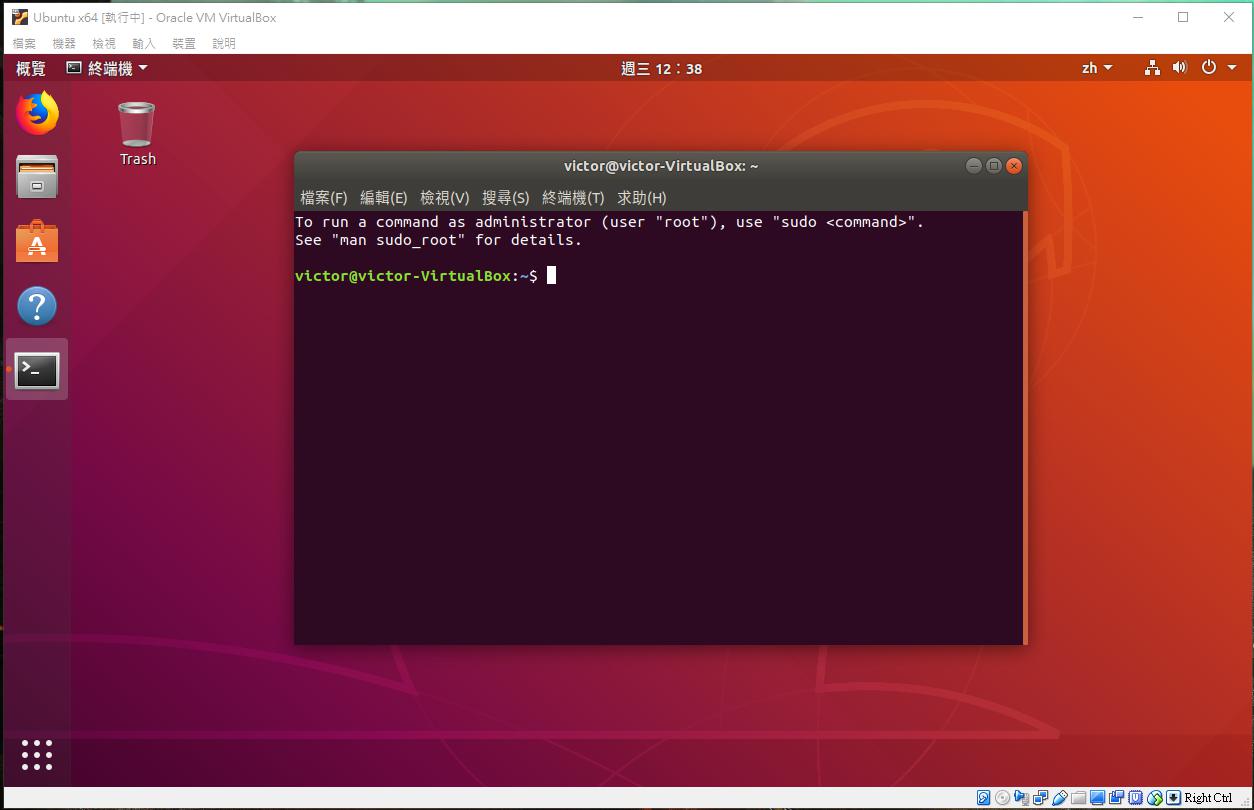 Ubuntu x64 [執行中] - Oracle VM VirtualBox
檔案 機器 檢視 輸入 裝置 說明
概覽 終端機 週三 12：38 zh
Trash
victor@victor-VirtualBox: ~
檔案(F) 編輯(E) 檢視(V) 搜尋(S) 終端機(T) 求助(H)
To run a command as administrator (user "root"), use "sudo <command>".
See "man sudo_root" for details.
victor@victor-VirtualBox:~$
Right Ctrl